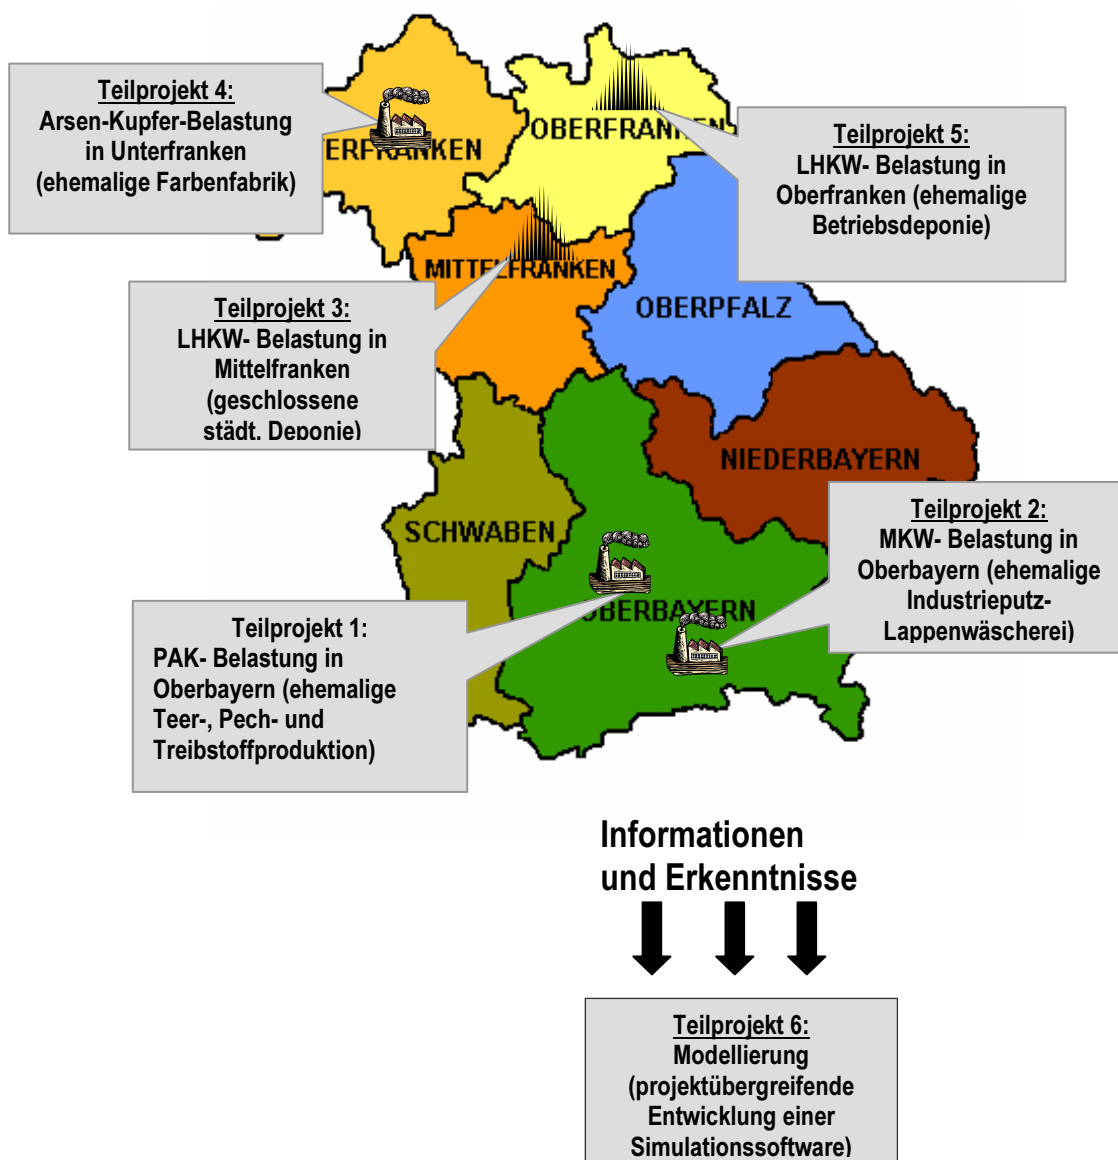 Teilprojekt 4:
Arsen-Kupfer-Belastung
in Unterfranken
(ehemalige Farbenfabrik)
ERFRANKEN
OBERFRANKEN
Teilprojekt 5:
LHKW- Belastung in
Oberfranken (ehemalige
Betriebsdeponie)
MITTELFRANKEN
Teilprojekt 3:
LHKW- Belastung in
Mittelfranken
(geschlossene
städt. Deponie)
OBERPFALZ
NIEDERBAYERN
SCHWABEN
Teilprojekt 2:
MKW- Belastung in
Oberbayern (ehemalige
Industrieputz-
Lappenwäscherei)
OBERBAYERN
Teilprojekt 1:
PAK- Belastung in
Oberbayern (ehemalige
Teer-, Pech- und
Treibstoffproduktion)
Informationen
und Erkenntnisse
Teilprojekt 6:
Modellierung
(projektübergreifende
Entwicklung einer
Simulationssoftware)